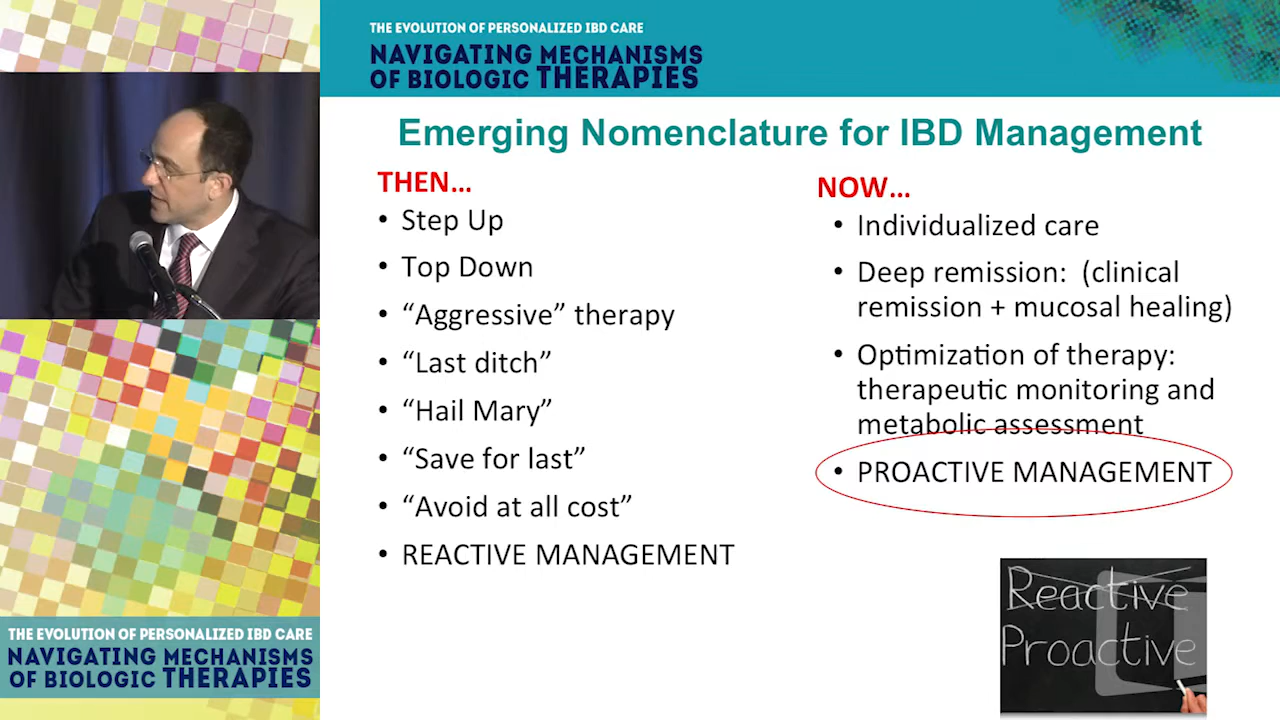 THE EVOLUTION OF PERSONALIZED IBD CARE
NAVIGATING MECHANISMS
OF BIOLOGIC THERAPIES
Emerging Nomenclature for IBD Management
THEN...
• Step Up
• Top Down
• “Aggressive” therapy
• “Last ditch”
• “Hail Mary”
• “Save for last”
• “Avoid at all cost”
• REACTIVE MANAGEMENT
NOW...
• Individualized care
• Deep remission: (clinical
remission + mucosal healing)
• Optimization of therapy:
therapeutic monitoring and
metabolic assessment
• PROACTIVE MANAGEMENT
Reactive
Proactive
THE EVOLUTION OF PERSONALIZED IBD CARE
NAVIGATING MECHANISMS
OF BIOLOGIC THERAPIES